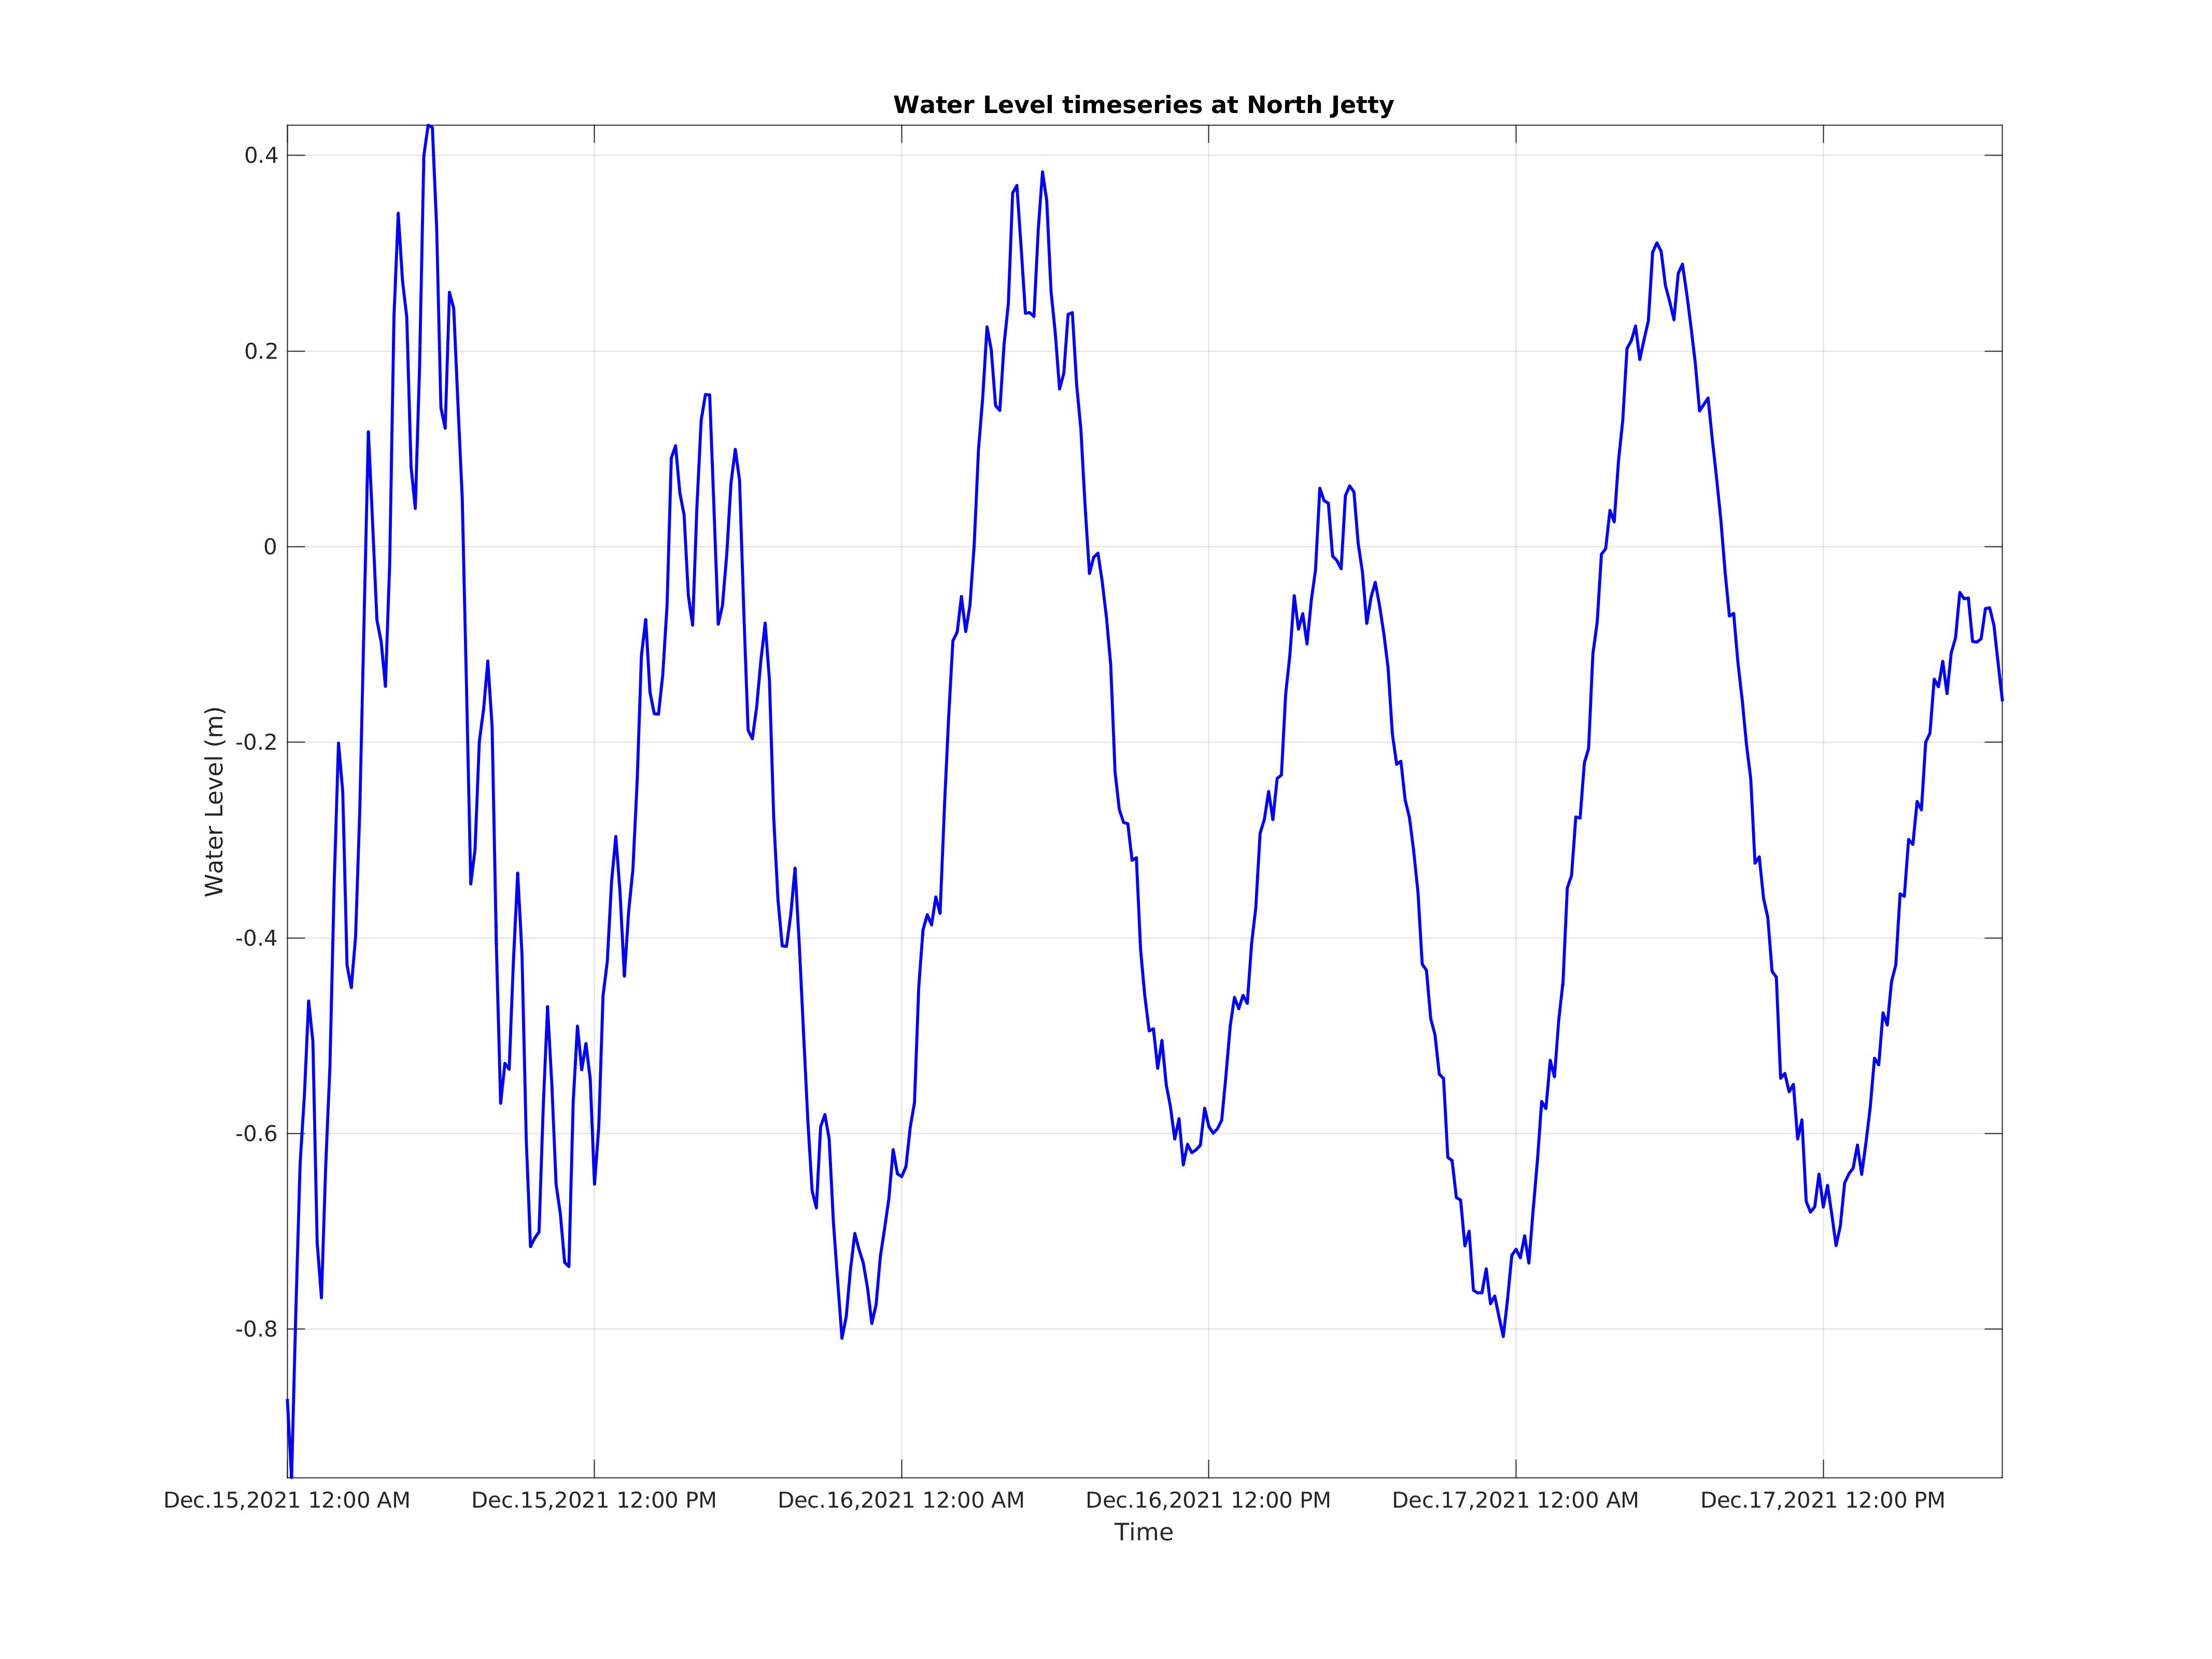 Water Level timeseries at North Jetty
0.4
0.2
0
-0.2
-0.4
-0.6
-0.8
Water Level (m)
Dec.15,2021 12:00 AM
Dec.15,2021 12:00 PM
Dec.16,2021 12:00 AM
Dec.16,2021 12:00 PM
Dec.17,2021 12:00 AM
Dec.17,2021 12:00 PM
Time